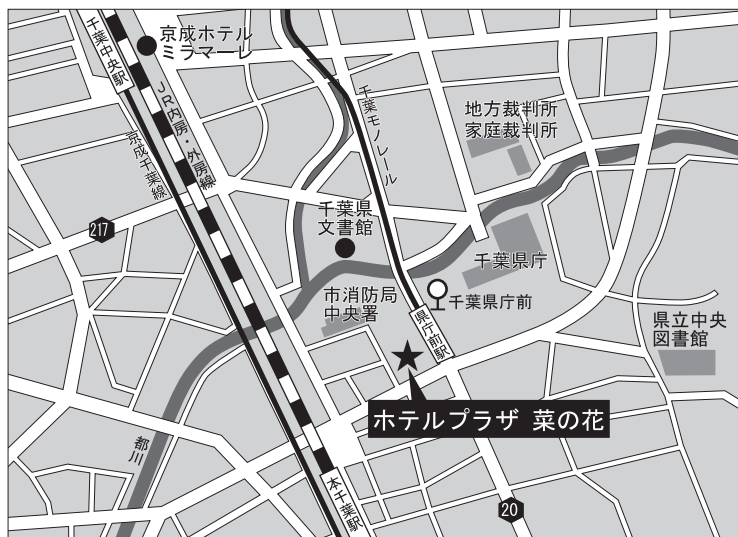 千葉中央駅
京成ホテル
ミラマーレ
JR内房・外房線
京成千葉線
千葉モノレール
地方裁判所
家庭裁判所
217
千葉県
文書館
千葉県庁
市消防局
中央署
千葉県庁前
県庁前駅
県立中央
図書館
ホテルプラザ 菜の花
都川
本千葉駅
20